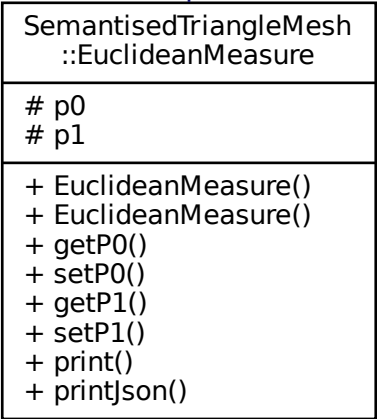 SemantisedTriangleMesh
::EuclideanMeasure
# p0
# p1
+ EuclideanMeasure()
+ EuclideanMeasure()
+ getP0()
+ setP0()
+ getP1()
+ setP1()
+ print()
+ printJson()